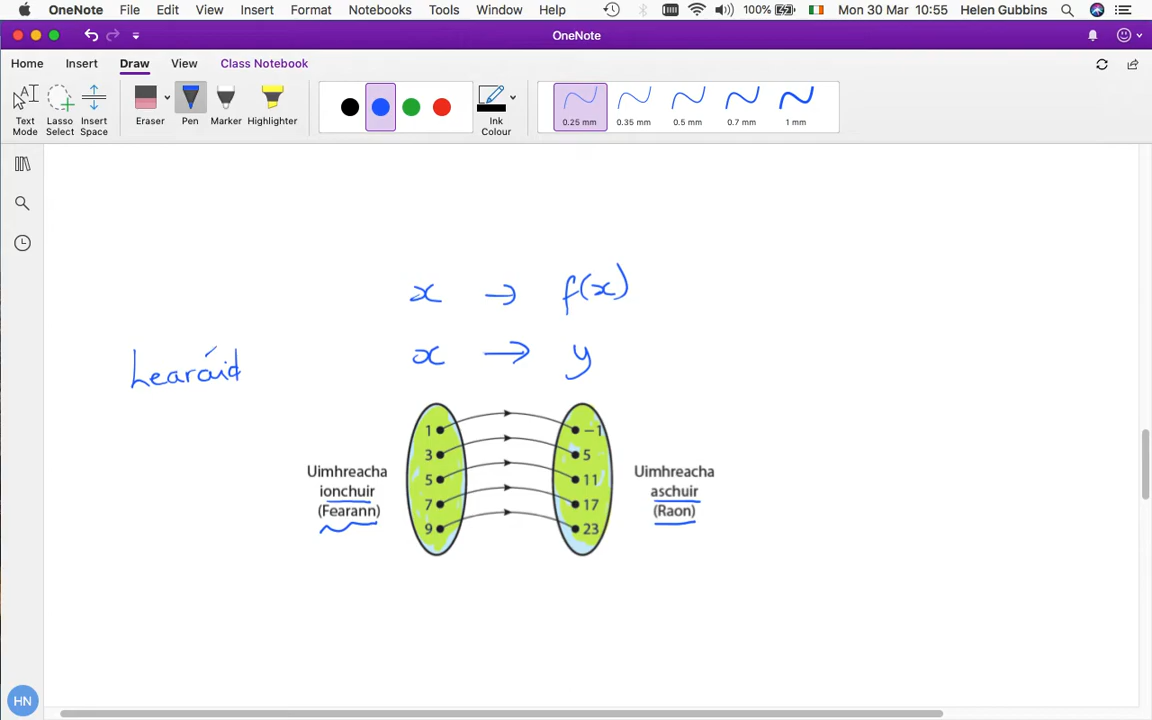 OneNote File Edit View Insert Format Notebooks Tools Window Help 100% Mon 30 Mar 10:55 Helen Gubbins
OneNote
Home Insert Draw View Class Notebook
Text Mode
Lasso Select
Insert Space
Eraser
Pen
Marker
Highlighter
Ink Colour
0.25 mm
0.35 mm
0.5 mm
0.7 mm
1 mm
x → f(x)
x → y
Learáid
Uimhreacha
ionchuir
(Fearann)
1
3
5
7
9
−1
5
11
17
23
Uimhreacha
aschuir
(Raon)
HN